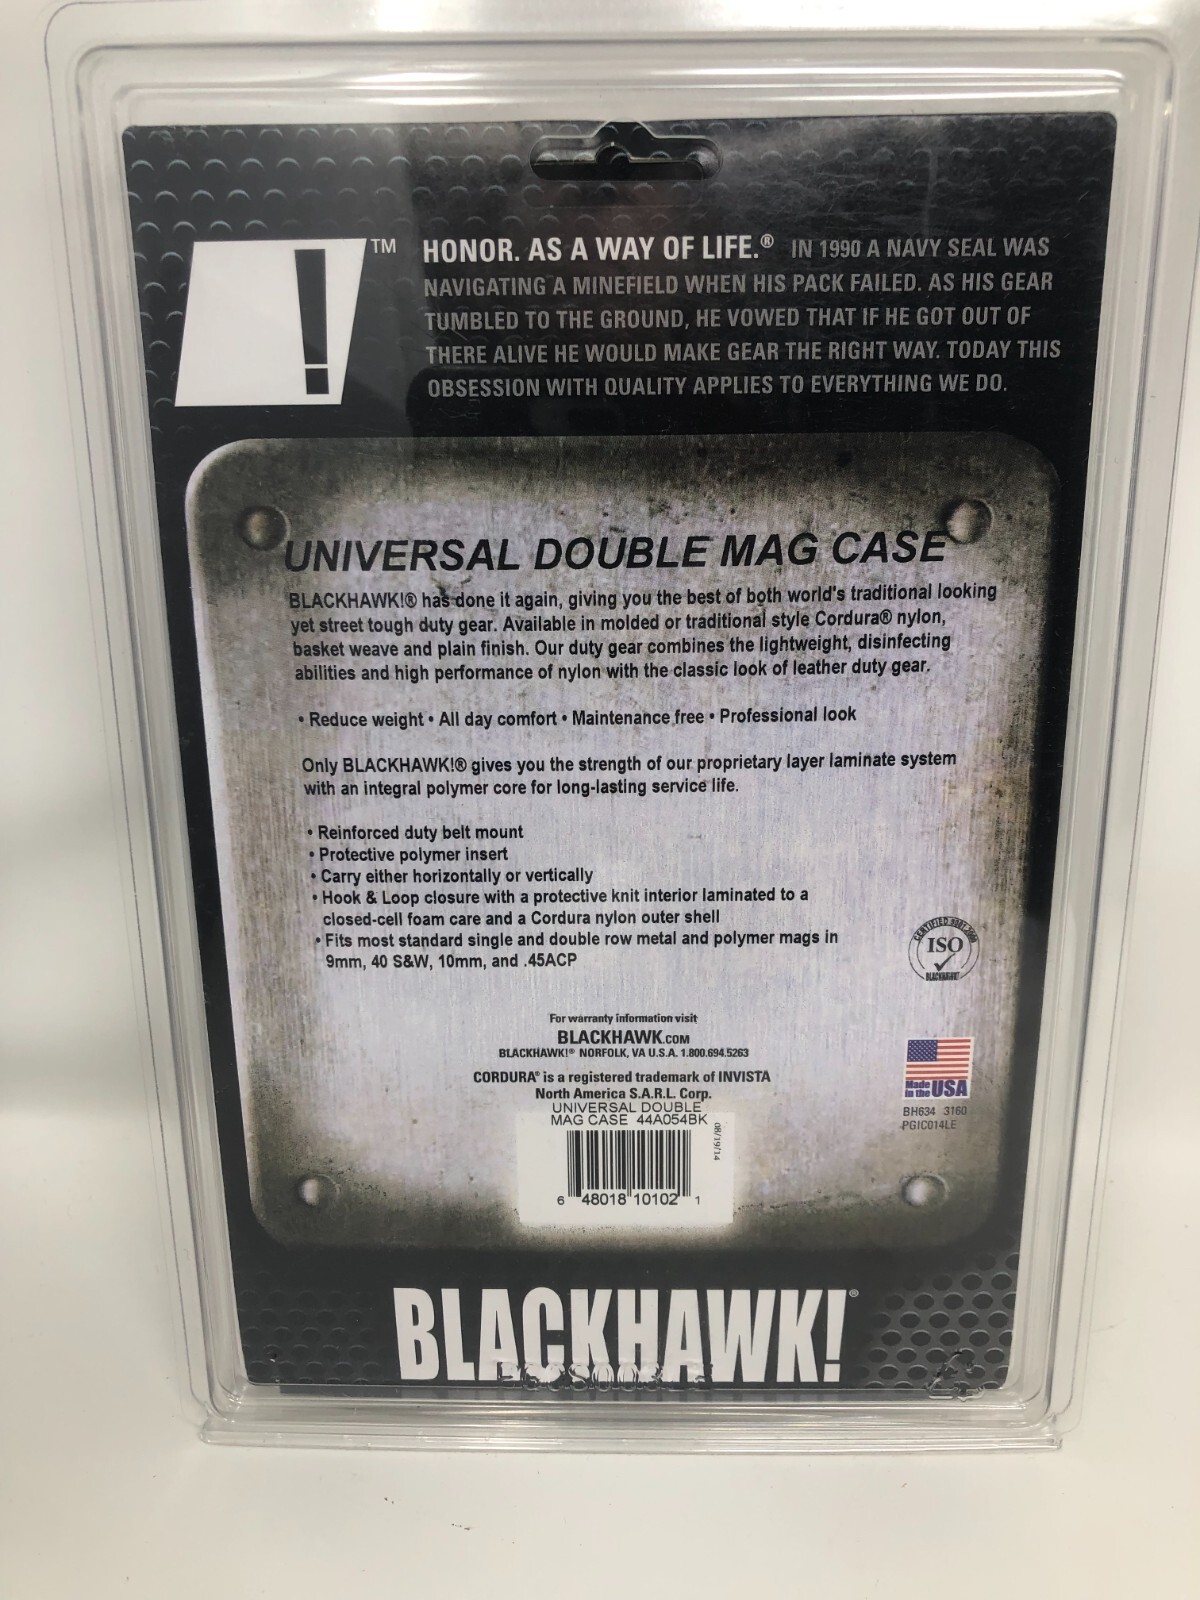 ! TM
HONOR. AS A WAY OF LIFE.® IN 1990 A NAVY SEAL WAS
NAVIGATING A MINEFIELD WHEN HIS PACK FAILED. AS HIS GEAR
TUMBLED TO THE GROUND, HE VOWED THAT IF HE GOT OUT OF
THERE ALIVE HE WOULD MAKE GEAR THE RIGHT WAY. TODAY THIS
OBSESSION WITH QUALITY APPLIES TO EVERYTHING WE DO.
UNIVERSAL DOUBLE MAG CASE
BLACKHAWK!® has done it again, giving you the best of both world's traditional looking
yet street tough duty gear. Available in molded or traditional style Cordura® nylon,
basket weave and plain finish. Our duty gear combines the lightweight, disinfecting
abilities and high performance of nylon with the classic look of leather duty gear.
• Reduce weight • All day comfort • Maintenance free • Professional look
Only BLACKHAWK!® gives you the strength of our proprietary layer laminate system
with an integral polymer core for long-lasting service life.
• Reinforced duty belt mount
• Protective polymer insert
• Carry either horizontally or vertically
• Hook & Loop closure with a protective knit interior laminated to a
closed-cell foam care and a Cordura nylon outer shell
• Fits most standard single and double row metal and polymer mags in
9mm, 40 S&W, 10mm, and .45ACP
CERTIFIED
ISO
BLACKHAWK!
For warranty information visit
BLACKHAWK.COM
BLACKHAWK!® NORFOLK, VA U.S.A. 1.800.694.5263
CORDURA® is a registered trademark of INVISTA
North America S.A.R.L. Corp.
Made
in the USA
BH634 3160
PGIC014LE
UNIVERSAL DOUBLE
MAG CASE 44A054BK
08/19/14
6 48018 10102 1
BLACKHAWK!®